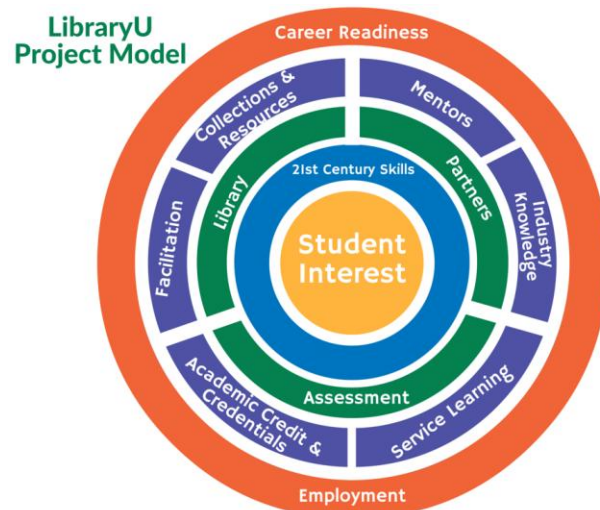 LibraryU
Project Model
Career Readiness
Collections &
Resources
Mentors
Library
21st Century Skills
Partners
Industry
Knowledge
Facilitation
Student
Interest
Assessment
Academic Credit &
Credentials
Service Learning
Employment